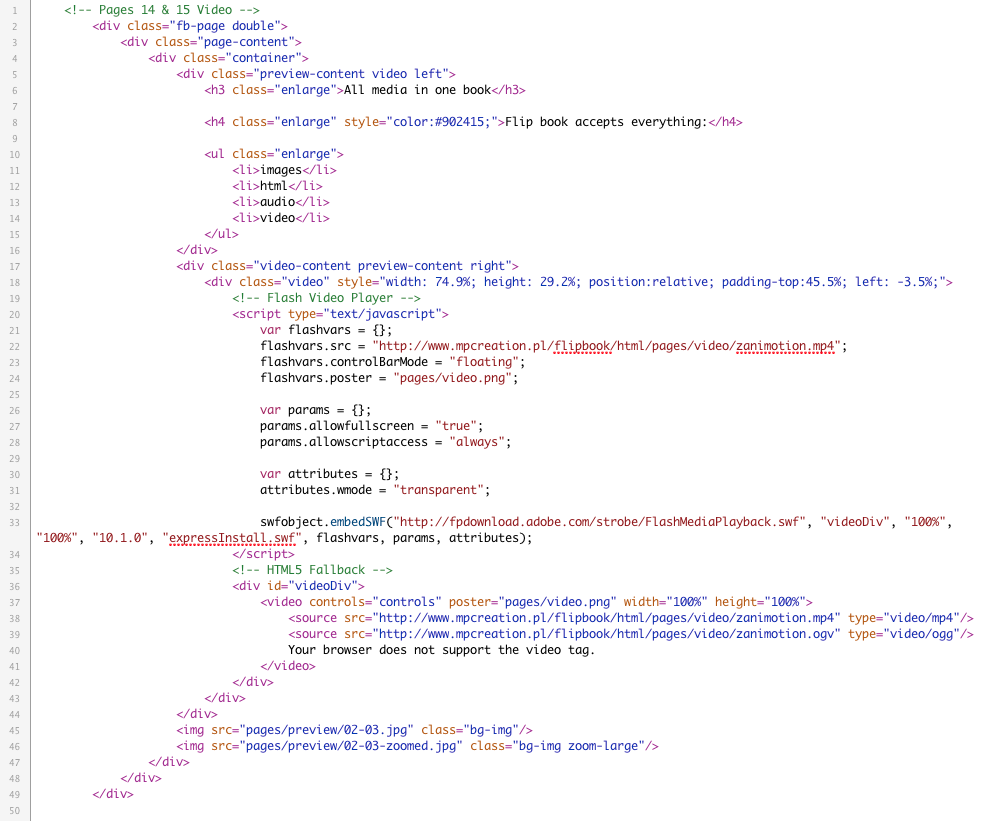 1 <!-- Pages 14 & 15 Video -->
2 <div class="fb-page double">
3 <div class="page-content">
4 <div class="container">
5 <div class="preview-content video left">
6 <h3 class="enlarge">All media in one book</h3>
7
8 <h4 class="enlarge" style="color:#902415;">Flip book accepts everything:</h4>
9
10 <ul class="enlarge">
11 <li>images</li>
12 <li>html</li>
13 <li>audio</li>
14 <li>video</li>
15 </ul>
16 </div>
17 <div class="video-content preview-content right">
18 <div class="video" style="width: 74.9%; height: 29.2%; position:relative; padding-top:45.5%; left: -3.5%;">
19 <!-- Flash Video Player -->
20 <script type="text/javascript">
21 var flashvars = {};
22 flashvars.src = "http://www.mpcreation.pl/flipbook/html/pages/video/zanimotion.mp4";
23 flashvars.controlBarMode = "floating";
24 flashvars.poster = "pages/video.png";
25
26 var params = {};
27 params.allowfullscreen = "true";
28 params.allowscriptaccess = "always";
29
30 var attributes = {};
31 attributes.wmode = "transparent";
32
33 swfobject.embedSWF("http://fpdownload.adobe.com/strobe/FlashMediaPlayback.swf", "videoDiv", "100%",
"100%", "10.1.0", "expressInstall.swf", flashvars, params, attributes);
34 </script>
35 <!-- HTML5 Fallback -->
36 <div id="videoDiv">
37 <video controls="controls" poster="pages/video.png" width="100%" height="100%">
38 <source src="http://www.mpcreation.pl/flipbook/html/pages/video/zanimotion.mp4" type="video/mp4"/>
39 <source src="http://www.mpcreation.pl/flipbook/html/pages/video/zanimotion.ogv" type="video/ogg"/>
40 Your browser does not support the video tag.
41 </video>
42 </div>
43 </div>
44 </div>
45 <img src="pages/preview/02-03.jpg" class="bg-img"/>
46 <img src="pages/preview/02-03-zoomed.jpg" class="bg-img zoom-large"/>
47 </div>
48 </div>
49 </div>
50